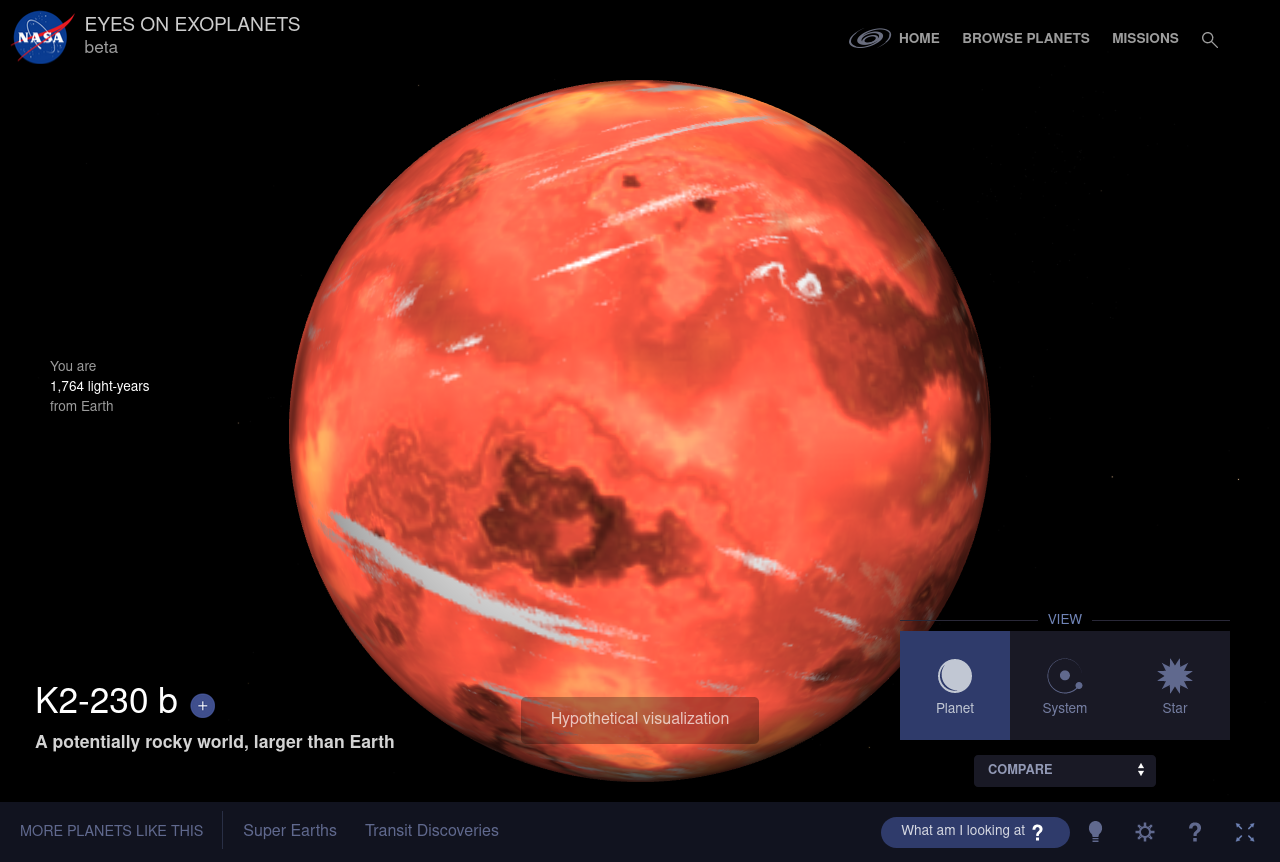 NASA
EYES ON EXOPLANETS
beta
HOME
BROWSE PLANETS
MISSIONS
You are
1,764 light-years
from Earth
K2-230 b +
A potentially rocky world, larger than Earth
Hypothetical visualization
VIEW
Planet
System
Star
COMPARE
MORE PLANETS LIKE THIS
Super Earths
Transit Discoveries
What am I looking at ?
?